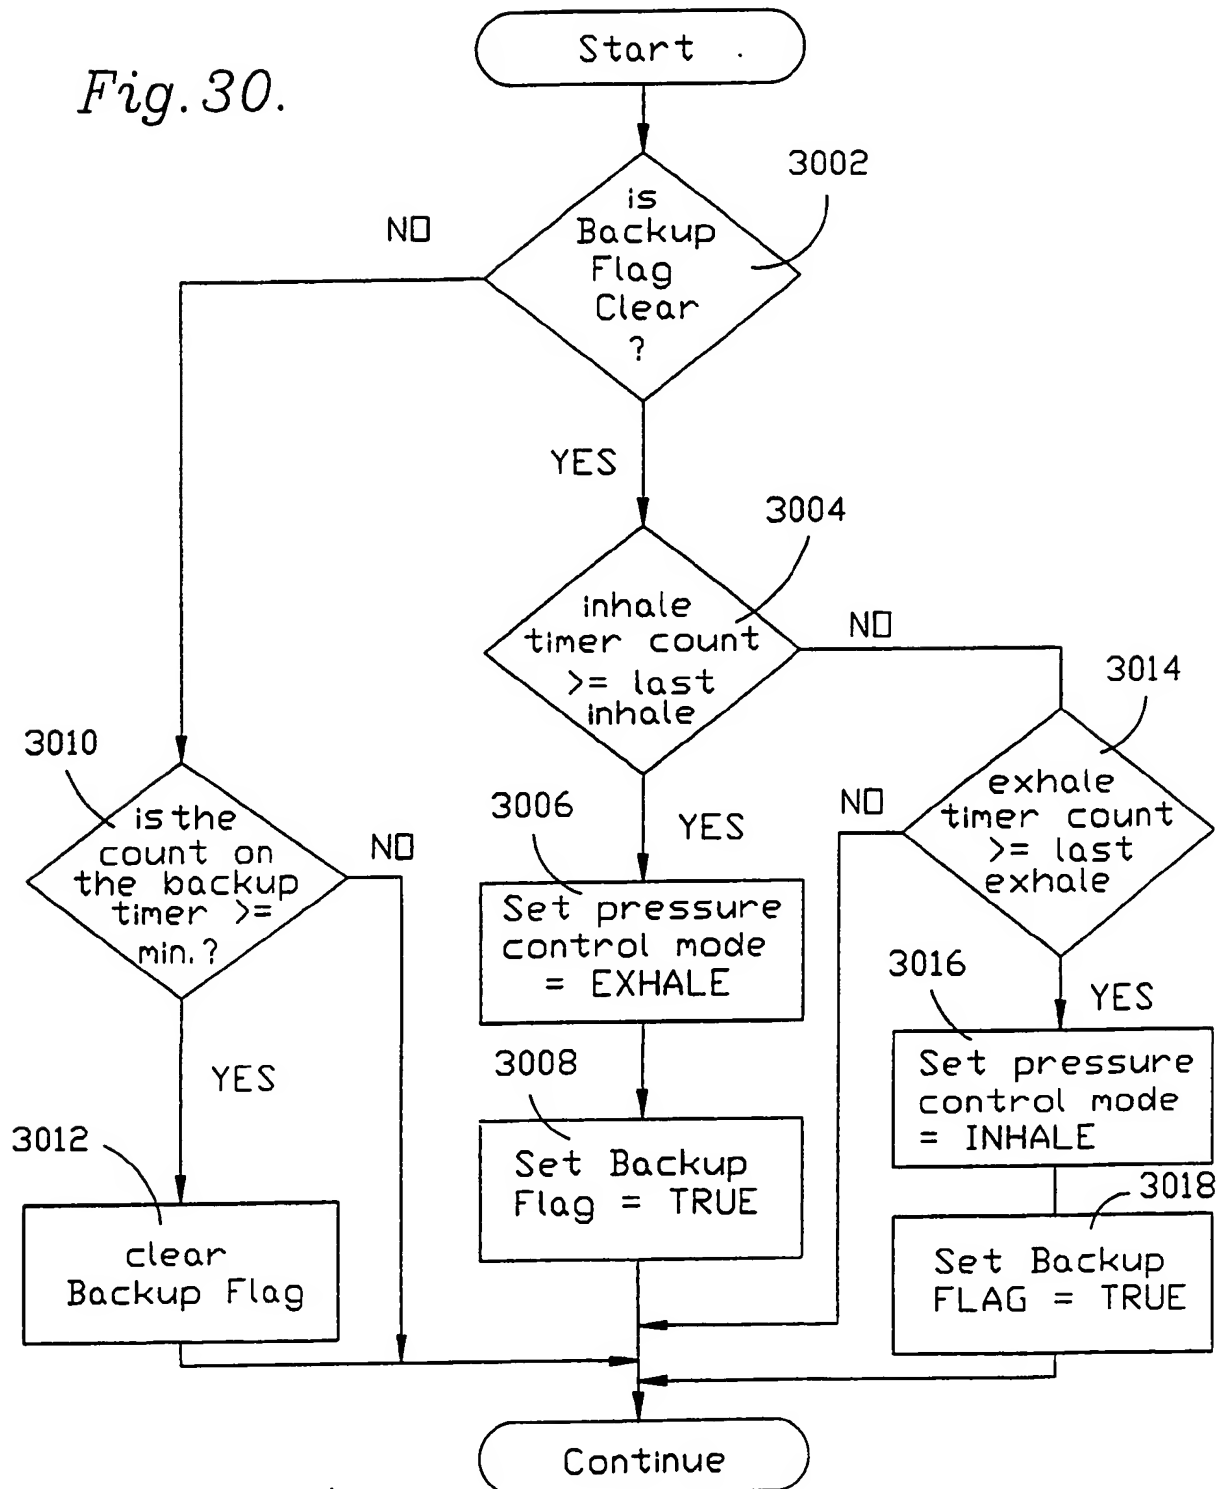 Start
Fig. 30.
3002
is
Backup
Flag
Clear
?
NO
YES
3004
inhale
timer count
>= last
inhale
NO
3014
exhale
timer count
>= last
exhale
NO
3010
is the
count on
the backup
timer >=
min. ?
NO
3006
YES
Set pressure
control mode
= EXHALE
3016
YES
Set pressure
control mode
= INHALE
3008
Set Backup
Flag = TRUE
YES
3012
clear
Backup Flag
3018
Set Backup
FLAG = TRUE
Continue